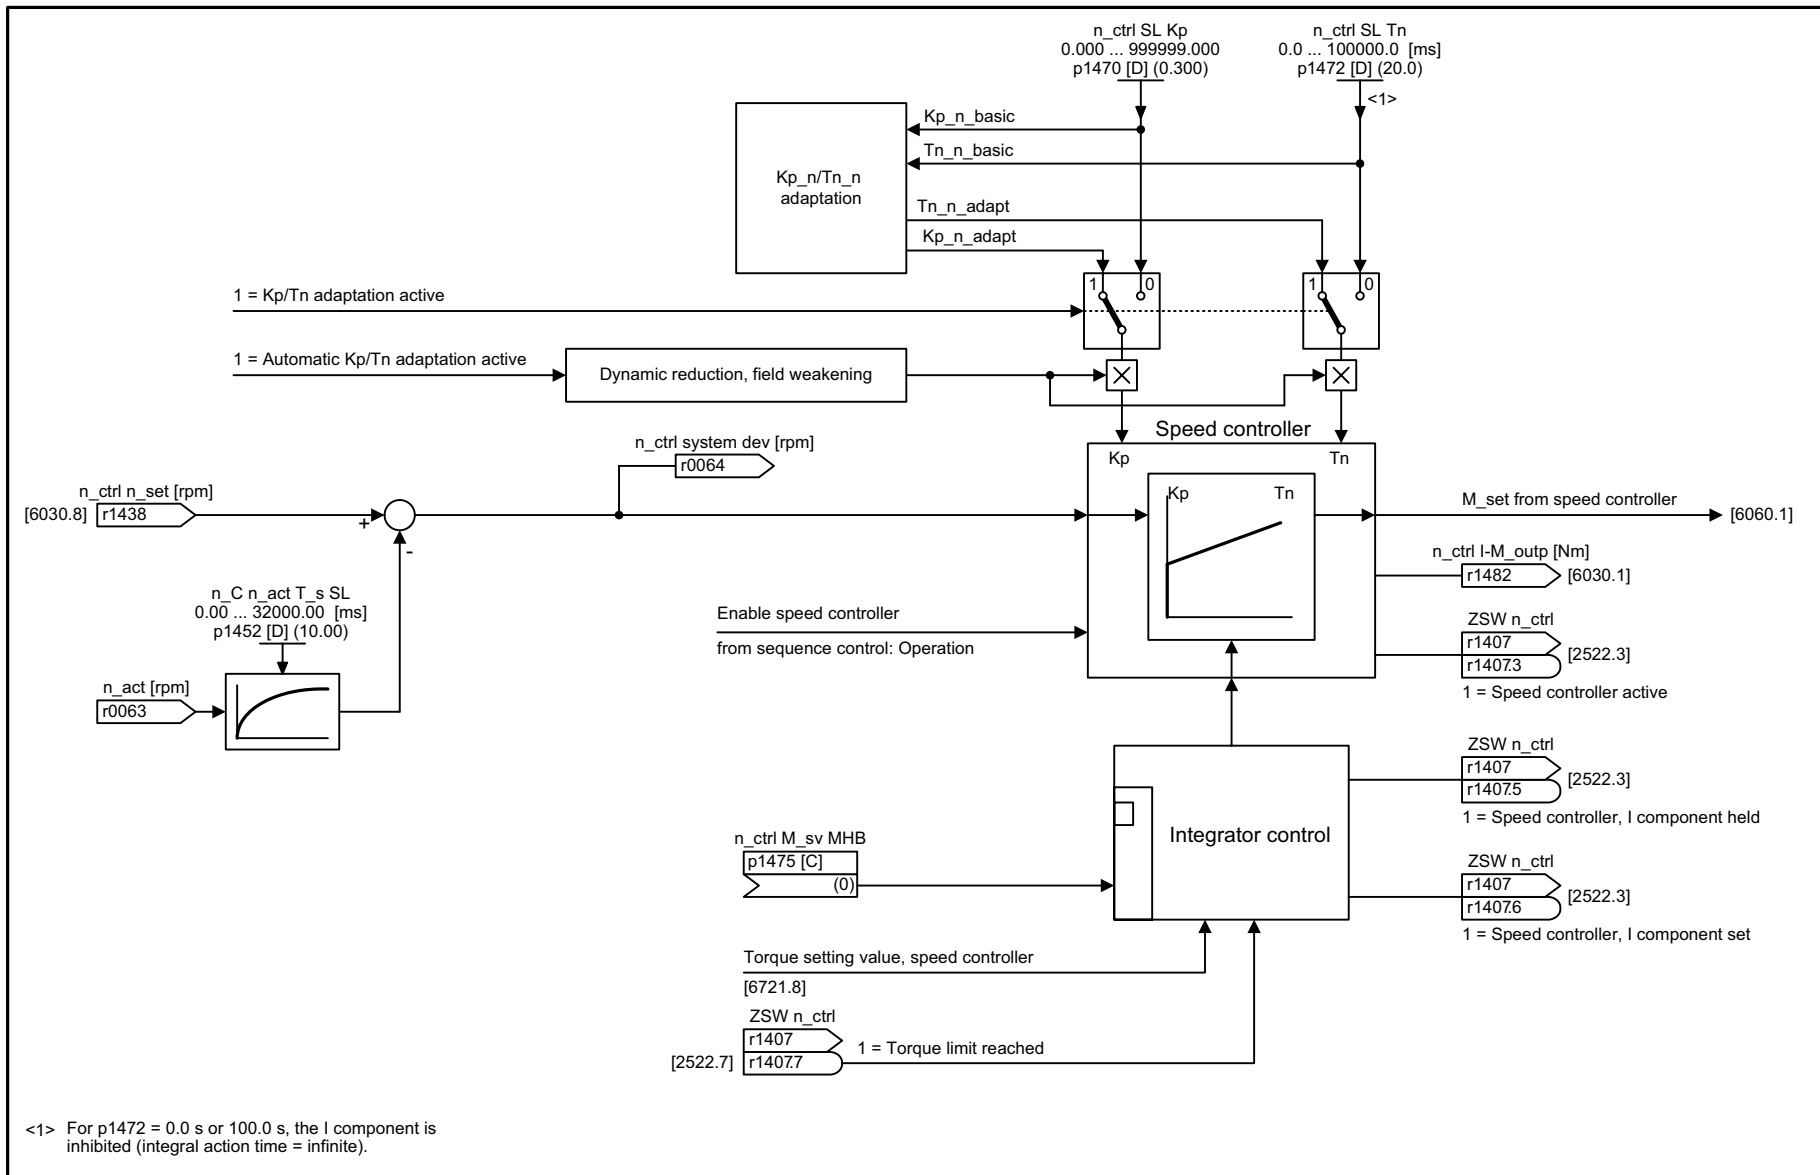 n_ctrl SL Kp
0.000 ... 999999.000
p1470 [D] (0.300)
n_ctrl SL Tn
0.0 ... 100000.0 [ms]
p1472 [D] (20.0)
<1>
Kp_n_basic
Tn_n_basic
Kp_n/Tn_n
adaptation
Tn_n_adapt
Kp_n_adapt
1 0
1 0
1 = Kp/Tn adaptation active
1 = Automatic Kp/Tn adaptation active
Dynamic reduction, field weakening
n_ctrl system dev [rpm]
r0064
Speed controller
Kp Tn
Kp Tn
n_ctrl n_set [rpm]
[6030.8] r1438
+
-
M_set from speed controller
[6060.1]
n_ctrl I-M_outp [Nm]
r1482 [6030.1]
n_C n_act T_s SL
0.00 ... 32000.00 [ms]
p1452 [D] (10.00)
Enable speed controller
from sequence control: Operation
ZSW n_ctrl
r1407
r1407.3
[2522.3]
1 = Speed controller active
n_act [rpm]
r0063
ZSW n_ctrl
r1407
r1407.5
[2522.3]
1 = Speed controller, I component held
Integrator control
n_ctrl M_sv MHB
p1475 [C]
(0)
ZSW n_ctrl
r1407
r1407.6
[2522.3]
1 = Speed controller, I component set
Torque setting value, speed controller
[6721.8]
ZSW n_ctrl
r1407
[2522.7] r1407.7
1 = Torque limit reached
<1> For p1472 = 0.0 s or 100.0 s, the I component is
inhibited (integral action time = infinite).